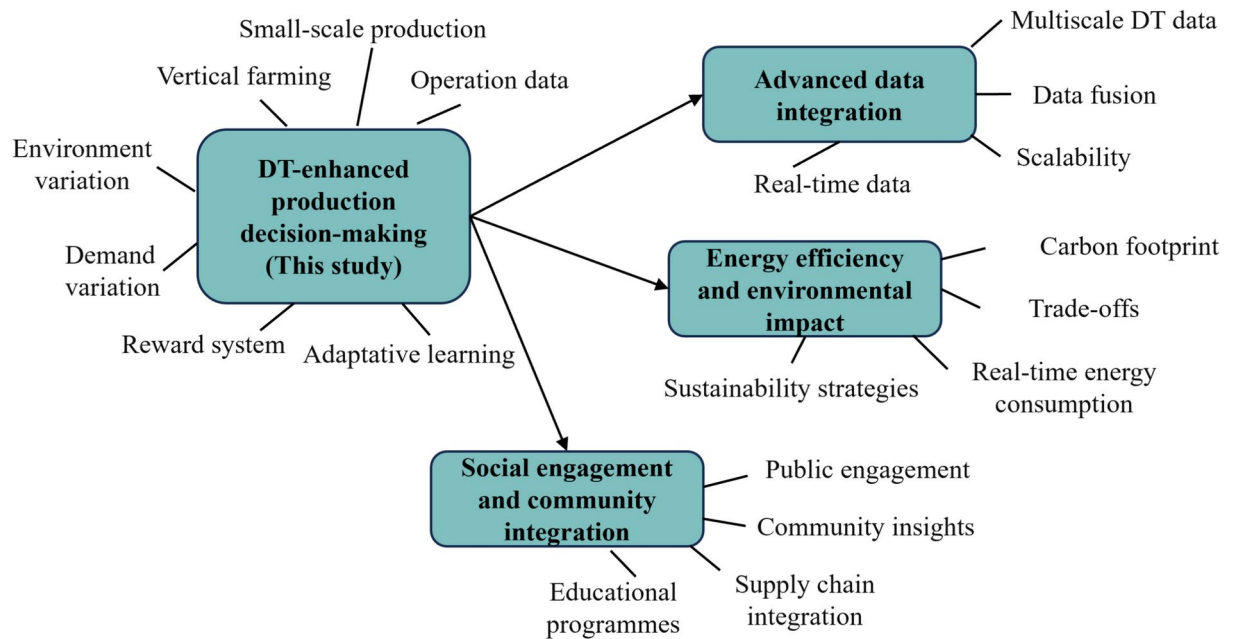 Small-scale production
Vertical farming
Operation data
Environment
variation
DT-enhanced
production
decision-making
(This study)
Demand
variation
Reward system
Adaptative learning
Advanced data
integration
Multiscale DT data
Data fusion
Scalability
Real-time data
Energy efficiency
and environmental
impact
Carbon footprint
Trade-offs
Real-time energy
consumption
Sustainability strategies
Social engagement
and community
integration
Public engagement
Community insights
Supply chain
integration
Educational
programmes